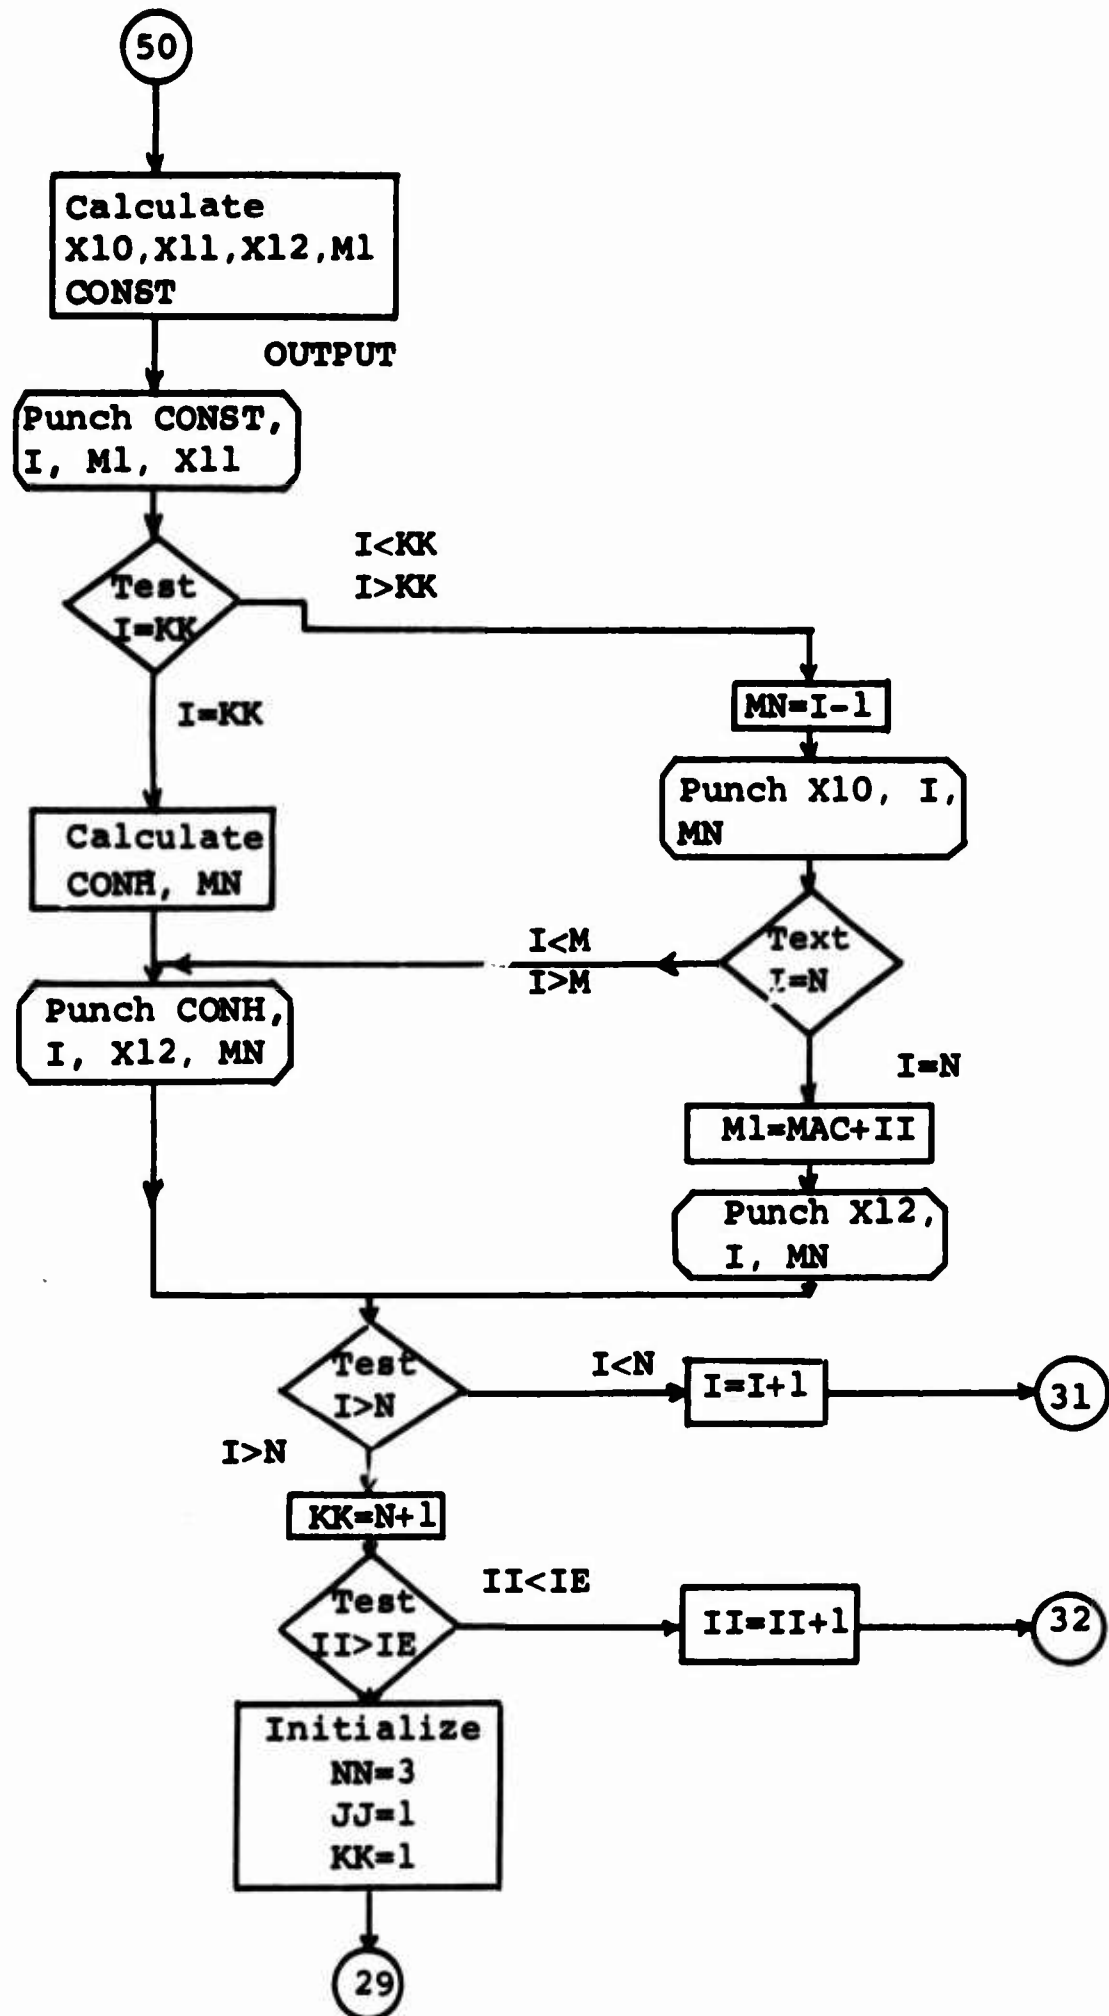 50
Calculate
X10,X11,X12,M1
CONST
OUTPUT
Punch CONST,
I, M1, X11
I<KK
I>KK
Test
I=KK
I=KK
MN=I-1
Punch X10, I,
MN
Calculate
CONH, MN
I<M
I>M
Text
I=N
Punch CONH,
I, X12, MN
I=N
M1=MAC+II
Punch X12,
I, MN
Test
I>N
I<N
I=I+1
31
I>N
KK=N+1
Test
II>IE
II<IE
II=II+1
32
Initialize
NN=3
JJ=1
KK=1
29